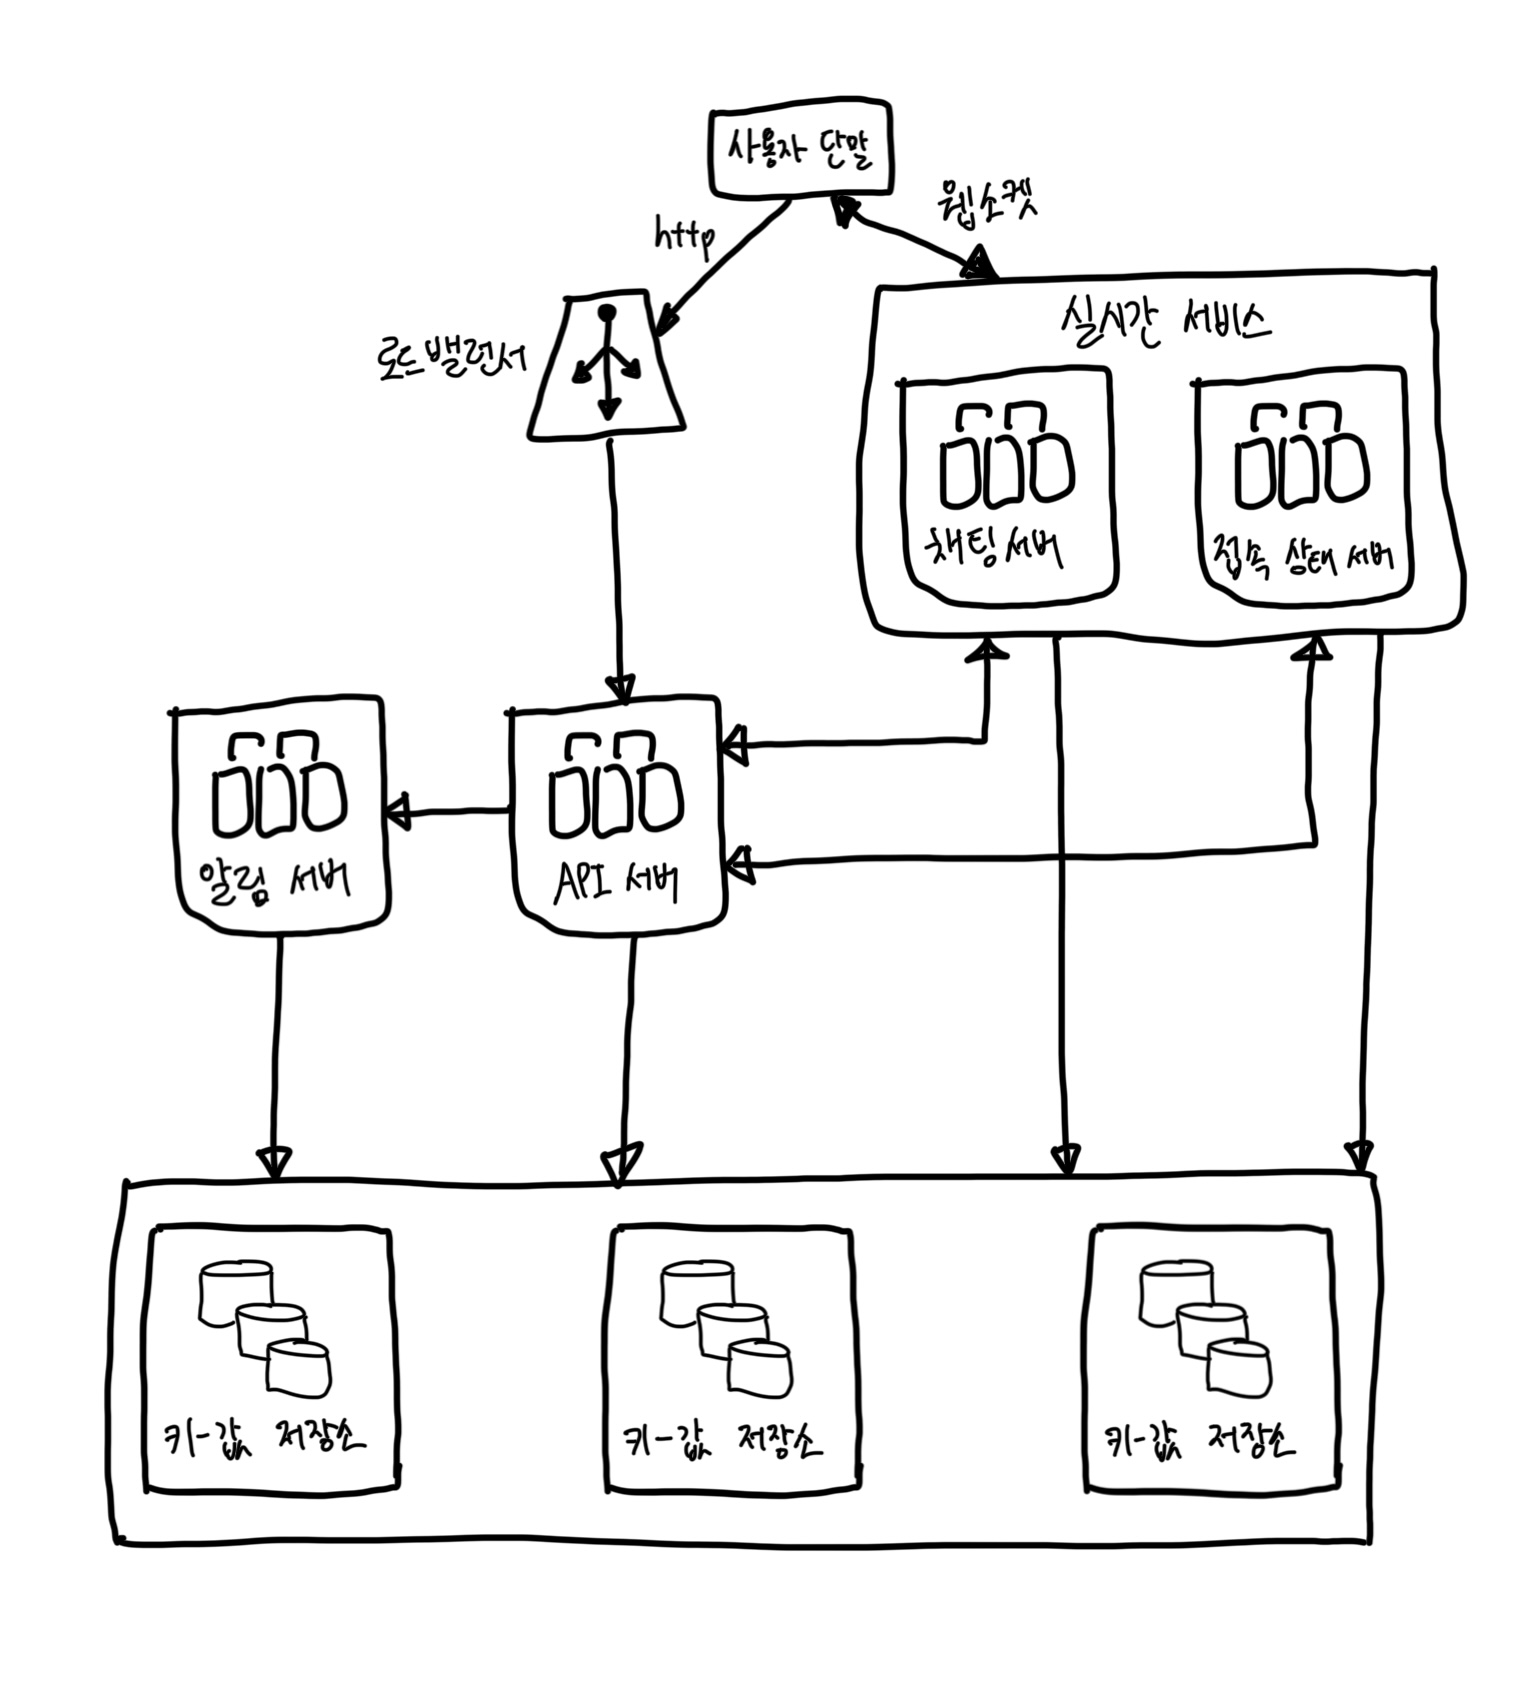 사용자 단말
웹소켓
http
실시간 서비스
로드밸런서
채팅서버
접속 상태 서버
알림 서버
API 서버
키-값 저장소
키-값 저장소
키-값 저장소